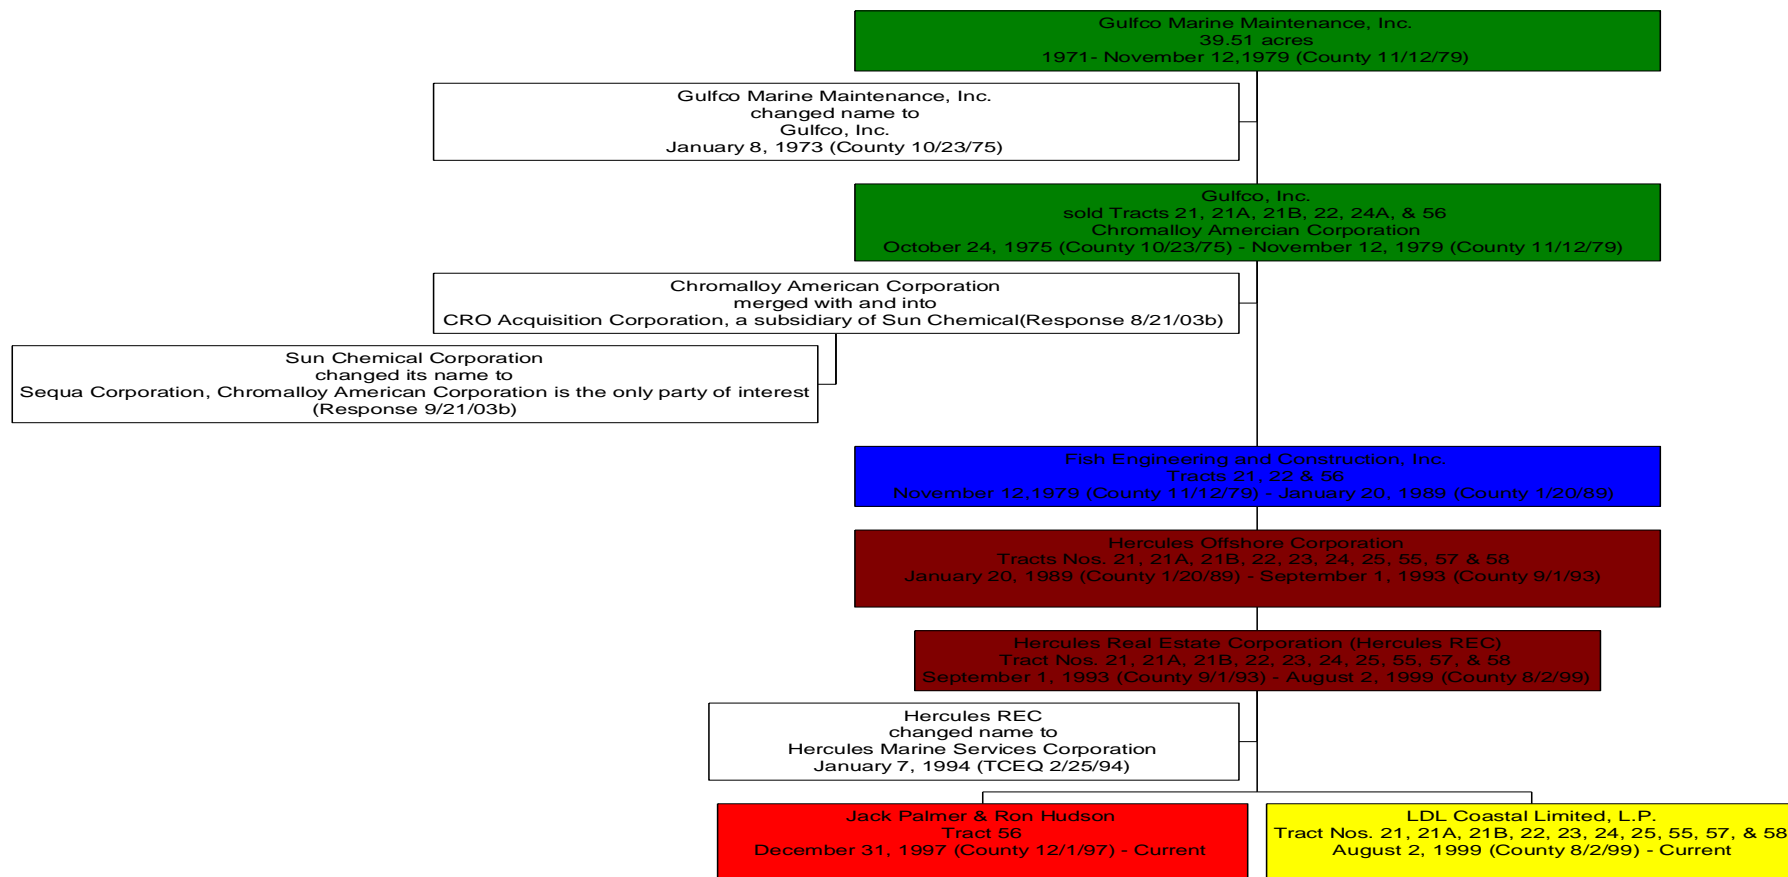 Gulfco Marine Maintenance, Inc.
39.51 acres
1971- November 12,1979 (County 11/12/79)
Gulfco Marine Maintenance, Inc.
changed name to
Gulfco, Inc.
January 8, 1973 (County 10/23/75)
Gulfco, Inc.
sold Tracts 21, 21A, 21B, 22, 24A, & 56
Chromalloy Amercian Corporation
October 24, 1975 (County 10/23/75) - November 12, 1979 (County 11/12/79)
Chromalloy American Corporation
merged with and into
CRO Acquisition Corporation, a subsidiary of Sun Chemical(Response 8/21/03b)
Sun Chemical Corporation
changed its name to
Sequa Corporation, Chromalloy American Corporation is the only party of interest
(Response 9/21/03b)
Fish Engineering and Construction, Inc.
Tracts 21, 22 & 56
November 12,1979 (County 11/12/79) - January 20, 1989 (County 1/20/89)
Hercules Offshore Corporation
Tracts Nos. 21, 21A, 21B, 22, 23, 24, 25, 55, 57 & 58
January 20, 1989 (County 1/20/89) - September 1, 1993 (County 9/1/93)
Hercules Real Estate Corporation (Hercules REC)
Tract Nos. 21, 21A, 21B, 22, 23, 24, 25, 55, 57, & 58
September 1, 1993 (County 9/1/93) - August 2, 1999 (County 8/2/99)
Hercules REC
changed name to
Hercules Marine Services Corporation
January 7, 1994 (TCEQ 2/25/94)
Jack Palmer & Ron Hudson
Tract 56
December 31, 1997 (County 12/1/97) - Current
LDL Coastal Limited, L.P.
Tract Nos. 21, 21A, 21B, 22, 23, 24, 25, 55, 57, & 58
August 2, 1999 (County 8/2/99) - Current